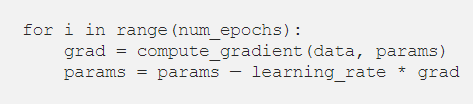 for i in range(num_epochs):
    grad = compute_gradient(data, params)
    params = params — learning_rate * grad